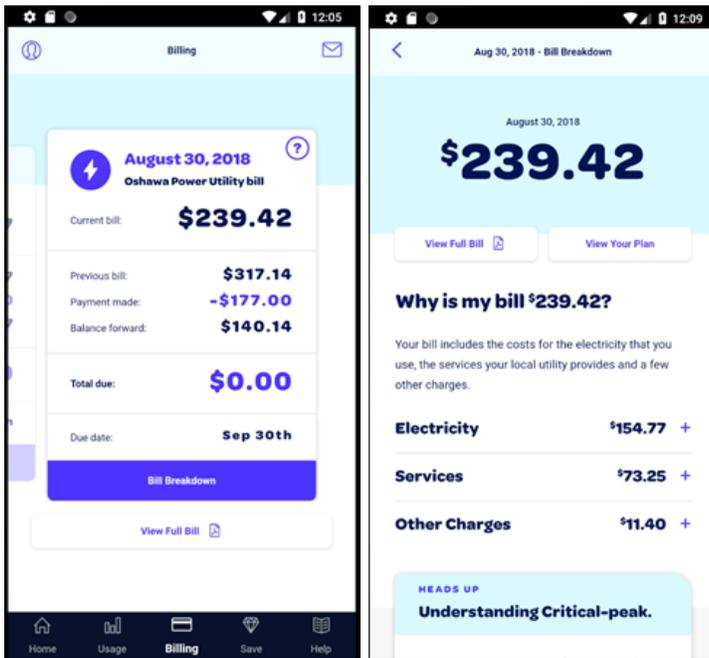 12:05
Billing
August 30, 2018
?
Oshawa Power Utility bill
Current bill: $239.42
Previous bill: $317.14
Payment made: -$177.00
Balance forward: $140.14
Total due: $0.00
Due date: Sep 30th
Bill Breakdown
View Full Bill
Home Usage Billing Save Help
12:09
Aug 30, 2018 - Bill Breakdown
August 30, 2018
$239.42
View Full Bill View Your Plan
Why is my bill $239.42?
Your bill includes the costs for the electricity that you
use, the services your local utility provides and a few
other charges.
Electricity $154.77 +
Services $73.25 +
Other Charges $11.40 +
HEADS UP
Understanding Critical-peak.